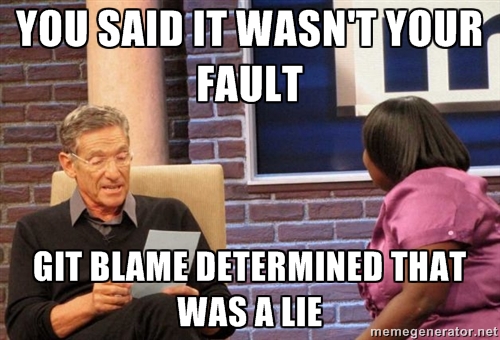 YOU SAID IT WASN'T YOUR
FAULT
GIT BLAME DETERMINED THAT
WAS A LIE
memegenerator.net